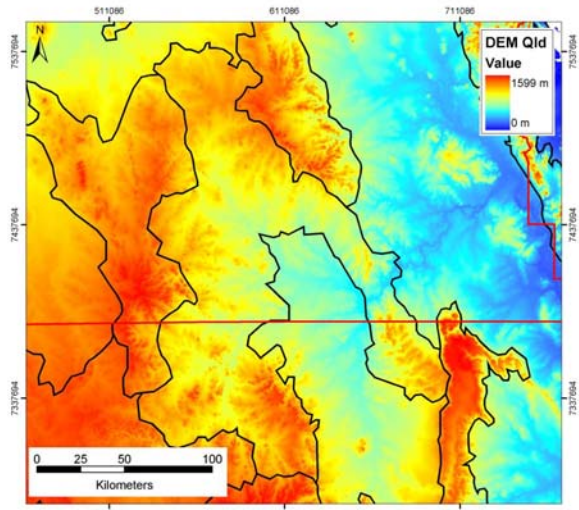 511086 611086 711086
7537694 7537694
N
DEM Qld
Value
1599 m
0 m
7437694 7437694
7337694 7337694
0 25 50 100
Kilometers